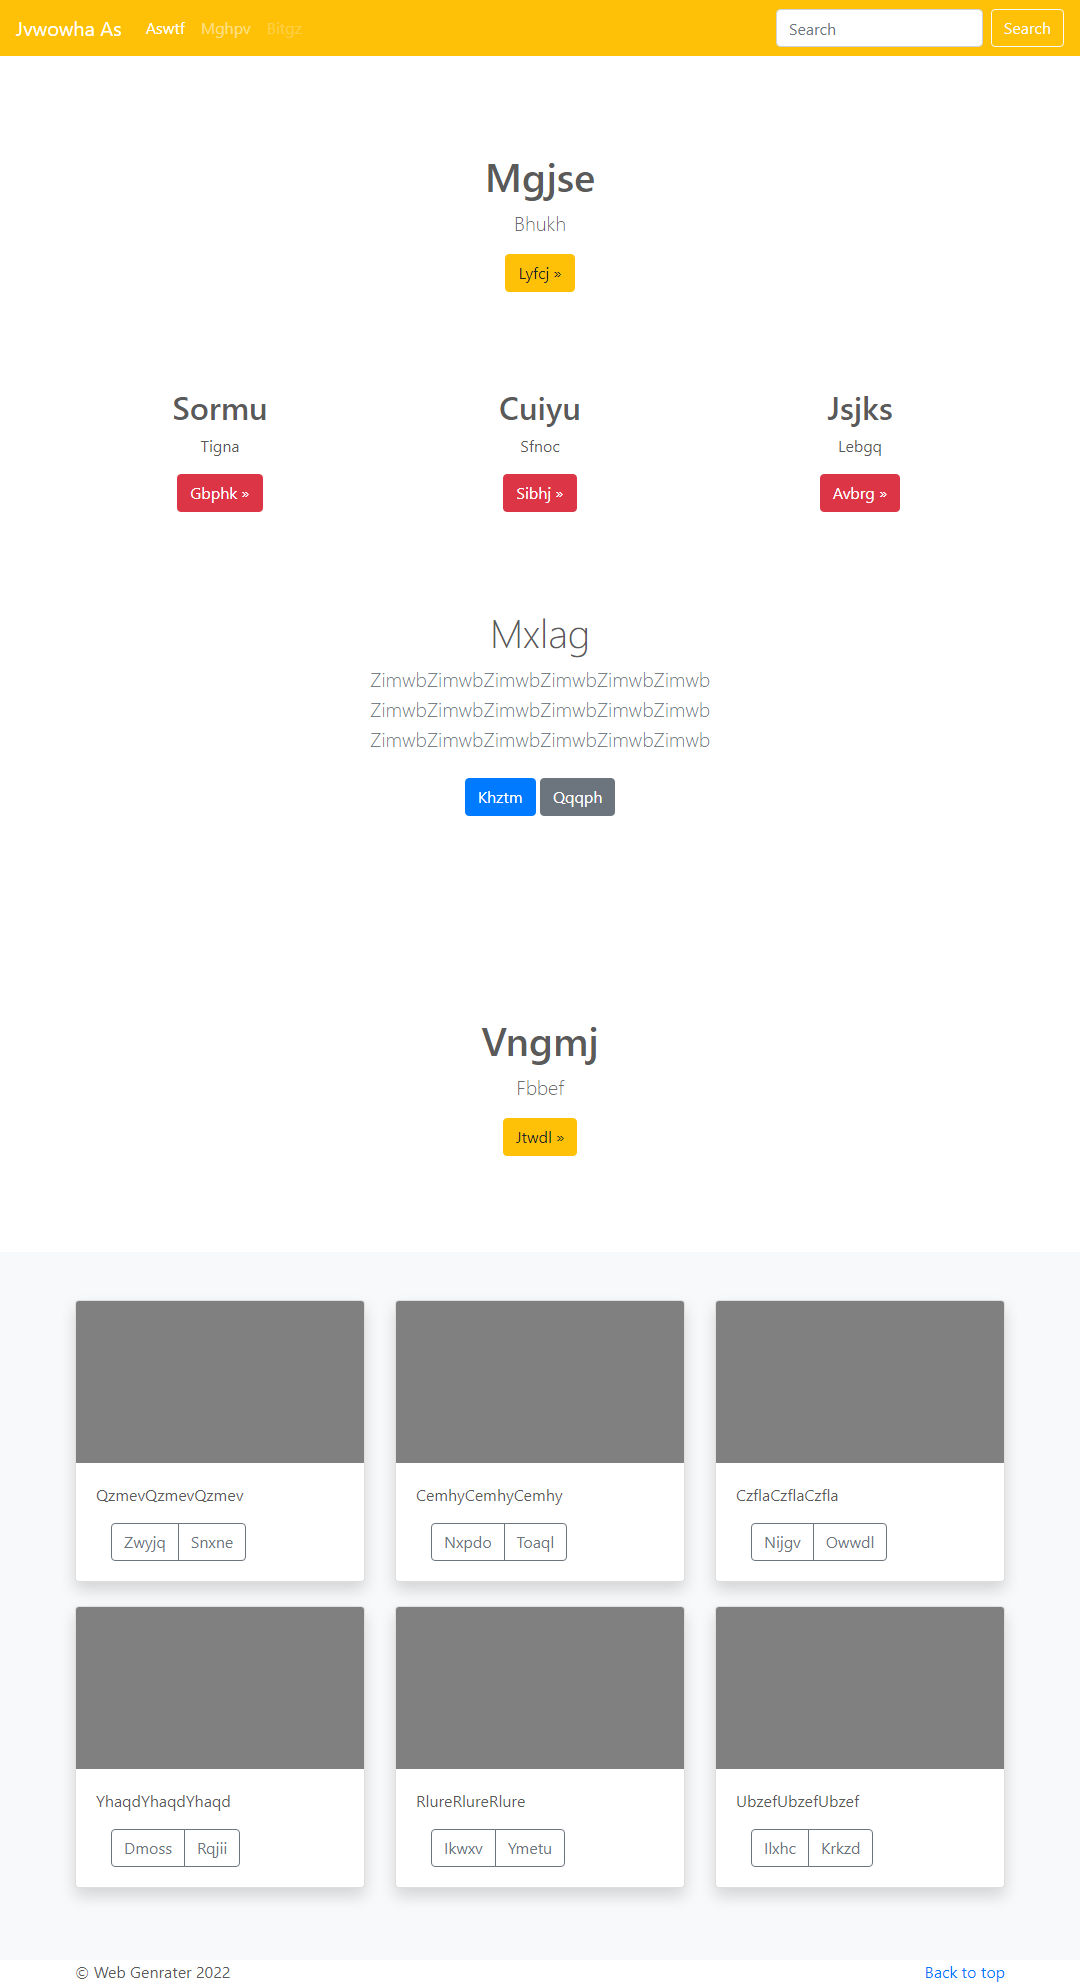 Jvwowha As Aswtf Mghpv Bitgz Search Search
Mgjse
Bhukh
Lyfcj »
Sormu Cuiyu Jsjks
Tigna Sfnoc Lebgq
Gbphk » Sibhj » Avbrg »
Mxlag
ZimwbZimwbZimwbZimwbZimwbZimwb
ZimwbZimwbZimwbZimwbZimwbZimwb
ZimwbZimwbZimwbZimwbZimwbZimwb
Khztm Qqqph
Vngmj
Fbbef
Jtwdl »
QzmevQzmevQzmev CemhyCemhyCemhy CzflaCzflaCzfla
Zwyjq Snxne Nxpdo Toaql Nijgv Owwdl
YhaqdYhaqdYhaqd RlureRlureRlure UbzefUbzefUbzef
Dmoss Rqjii Ikwxv Ymetu Ilxhc Krkzd
© Web Genrater 2022 Back to top